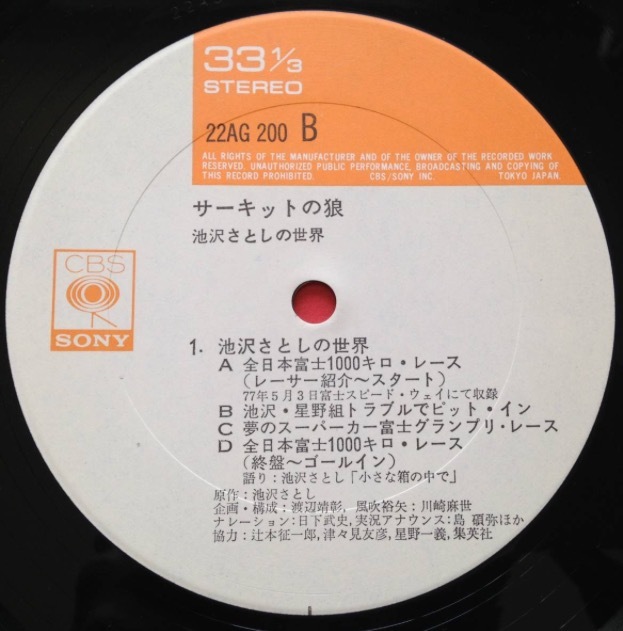 33 1/3
STEREO
22AG 200 B
ALL RIGHTS OF THE MANUFACTURER AND OF THE OWNER OF THE RECORDED WORK
RESERVED. UNAUTHORIZED PUBLIC PERFORMANCE, BROADCASTING AND COPYING OF
THIS RECORD PROHIBITED. CBS/SONY INC. TOKYO JAPAN.
サーキットの狼
池沢さとしの世界
CBS
SONY
1. 池沢さとしの世界
A 全日本富士1000キロ・レース
(レーサー紹介〜スタート)
77年5月3日富士スピード・ウェイにて収録
B 池沢・星野組トラブルでピット・イン
C 夢のスーパーカー富士グランプリ・レース
D 全日本富士1000キロ・レース
(終盤〜ゴールイン)
語り:池沢さとし「小さな箱の中で」
原作:池沢さとし
企画・構成:渡辺靖彰, 風吹裕矢:川崎麻世
ナレーション:日下武史, 実況アナウンス:島 碩弥ほか
協力:辻本征一郎, 津々見友彦, 星野一義, 集英社